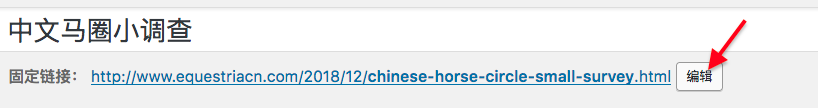 中文马圈小调查
固定链接： http://www.equestriacn.com/2018/12/chinese-horse-circle-small-survey.html 编辑